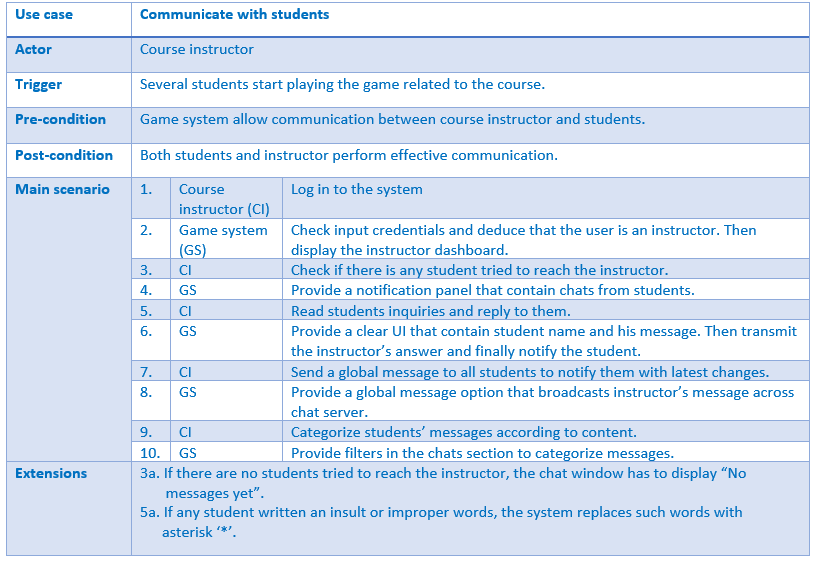 Use case Communicate with students
Actor Course instructor
Trigger Several students start playing the game related to the course.
Pre-condition Game system allow communication between course instructor and students.
Post-condition Both students and instructor perform effective communication.
Main scenario 1. Course Log in to the system
instructor (CI)
2. Game system Check input credentials and deduce that the user is an instructor. Then
(GS) display the instructor dashboard.
3. CI Check if there is any student tried to reach the instructor.
4. GS Provide a notification panel that contain chats from students.
5. CI Read students inquiries and reply to them.
6. GS Provide a clear UI that contain student name and his message. Then transmit
the instructor’s answer and finally notify the student.
7. CI Send a global message to all students to notify them with latest changes.
8. GS Provide a global message option that broadcasts instructor’s message across
chat server.
9. CI Categorize students’ messages according to content.
10. GS Provide filters in the chats section to categorize messages.
Extensions 3a. If there are no students tried to reach the instructor, the chat window has to display “No
messages yet”.
5a. If any student written an insult or improper words, the system replaces such words with
asterisk ‘*’.